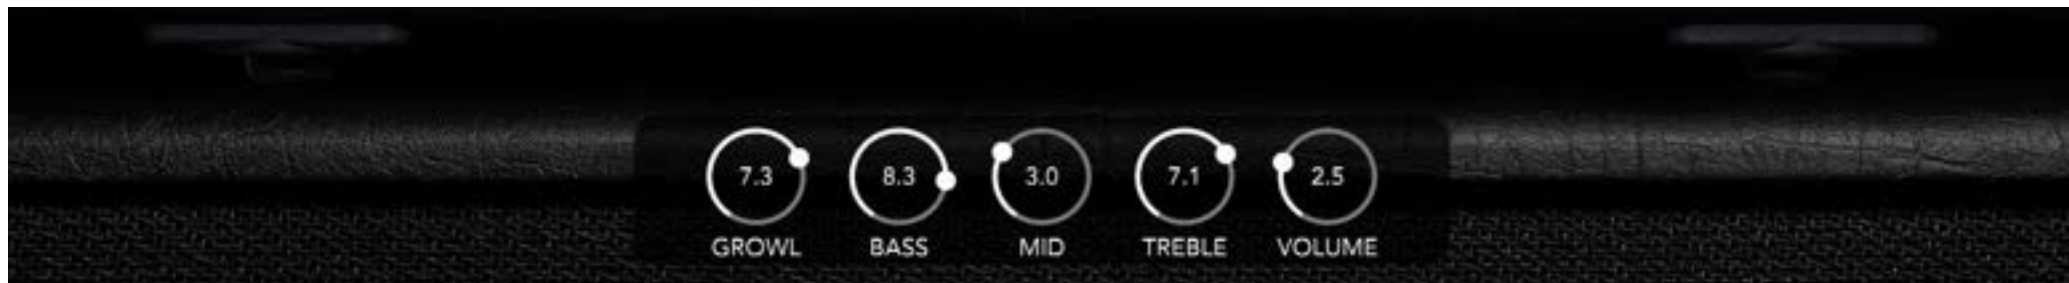 7.3 8.3 3.0 7.1 2.5
GROWL BASS MID TREBLE VOLUME